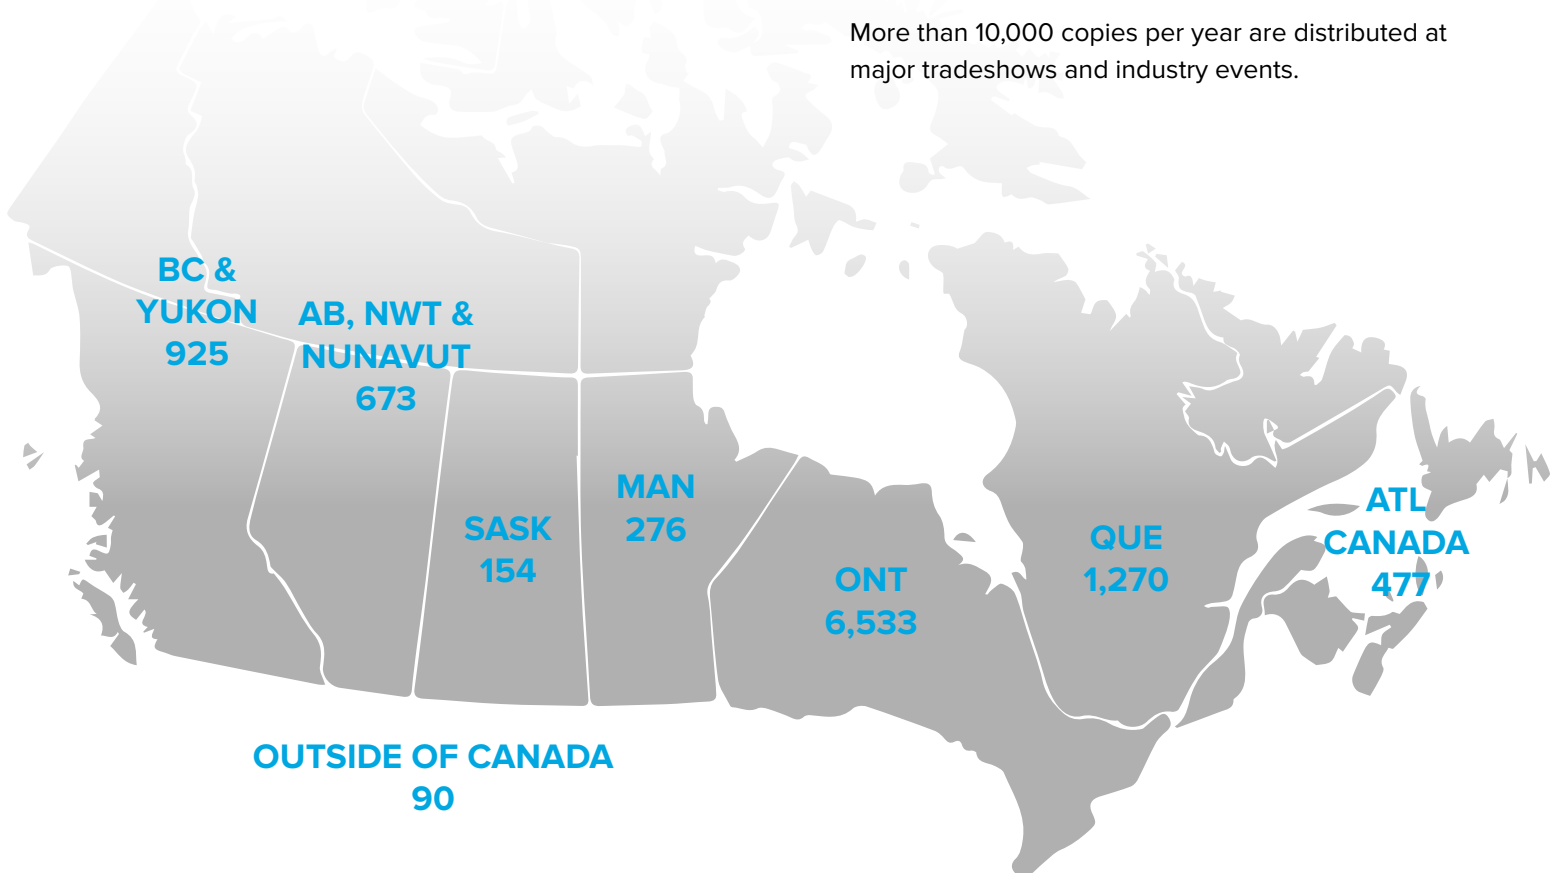 More than 10,000 copies per year are distributed at
major tradeshows and industry events.
BC &
YUKON
925
AB, NWT &
NUNAVUT
673
SASK
154
MAN
276
ONT
6,533
QUE
1,270
ATL
CANADA
477
OUTSIDE OF CANADA
90